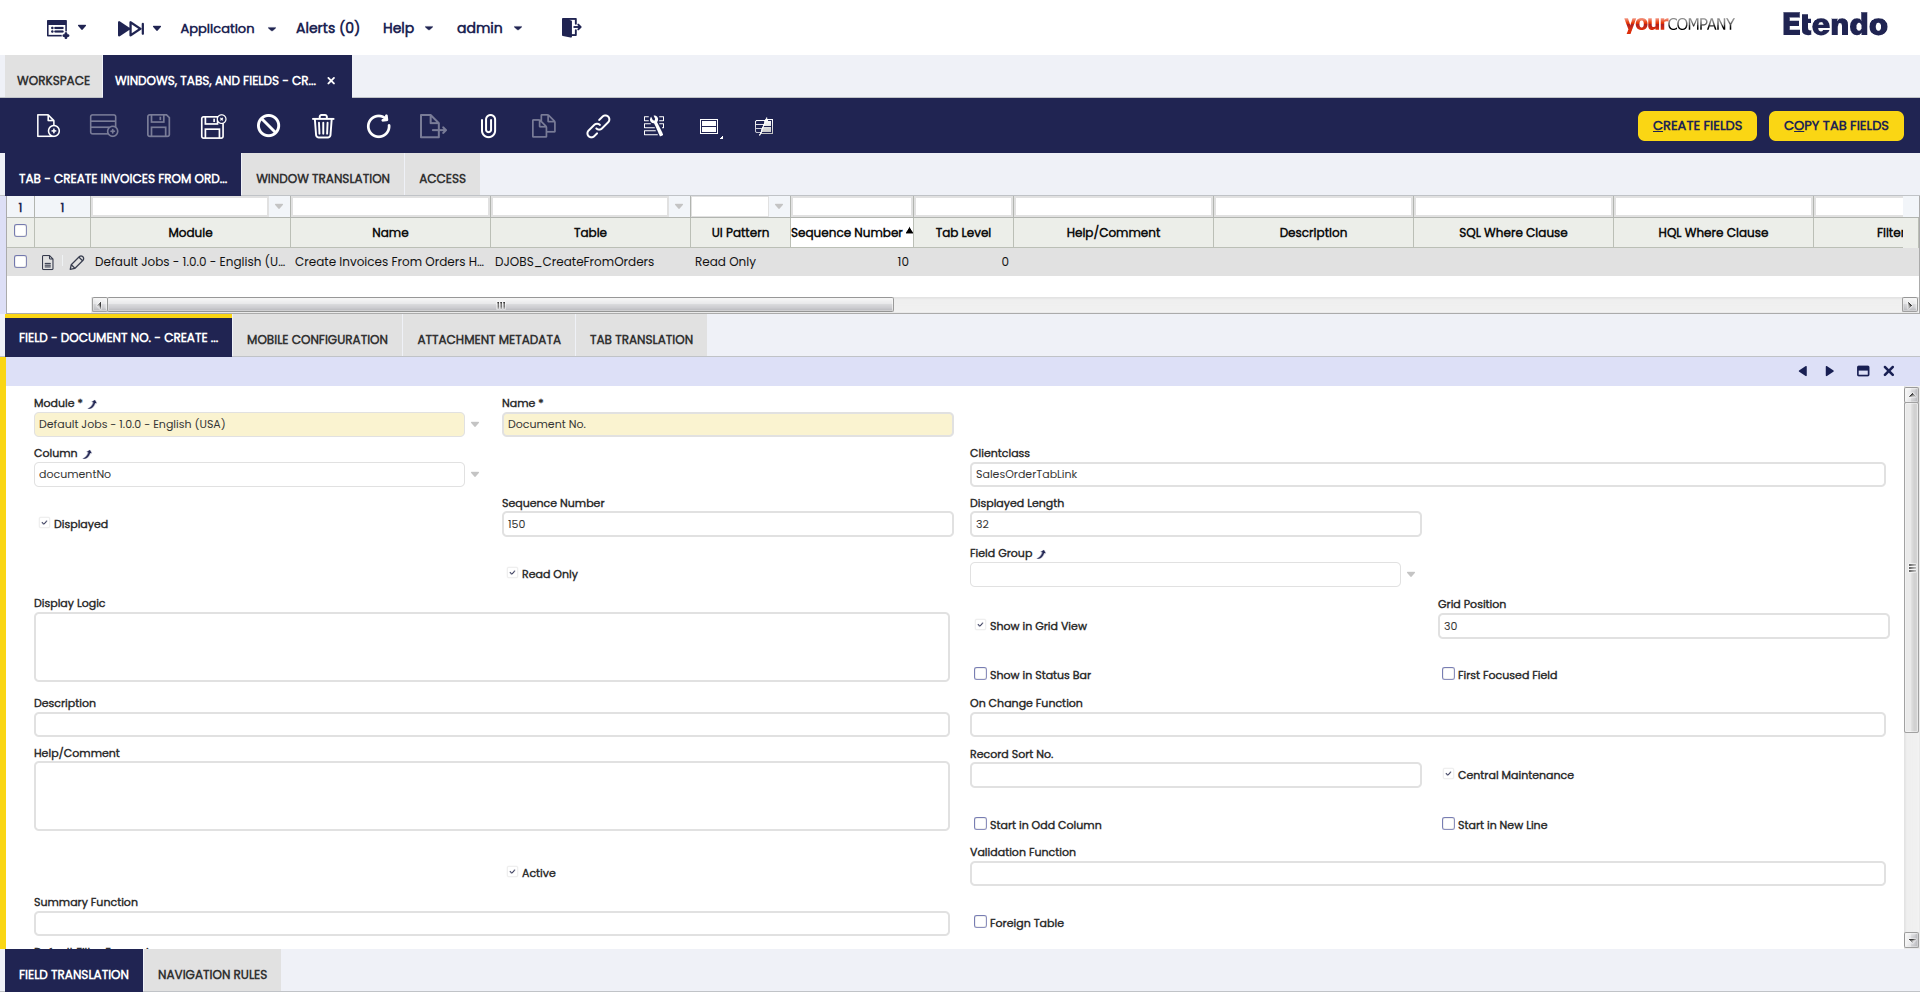 Application
Alerts (0)
Help
admin
yourCOMPANY
Etendo
WORKSPACE
WINDOWS, TABS, AND FIELDS - CR...
CREATE FIELDS
COPY TAB FIELDS
TAB - CREATE INVOICES FROM ORD...
WINDOW TRANSLATION
ACCESS
1 1
Module Name Table UI Pattern Sequence Number Tab Level Help/Comment Description SQL Where Clause HQL Where Clause Filter
Default Jobs - 1.0.0 - English (U... Create Invoices From Orders H... DJOBS_CreateFromOrders Read Only 10 0
FIELD - DOCUMENT NO. - CREATE ...
MOBILE CONFIGURATION
ATTACHMENT METADATA
TAB TRANSLATION
Module * Name *
Default Jobs - 1.0.0 - English (USA) Document No.
Column Clientclass
documentNo SalesOrderTabLink
Sequence Number Displayed Length
Displayed 150 32
Field Group
Read Only
Display Logic Grid Position
Show in Grid View 30
Show in Status Bar First Focused Field
Description On Change Function
Help/Comment Record Sort No.
Central Maintenance
Start in Odd Column Start in New Line
Validation Function
Active
Summary Function
Foreign Table
FIELD TRANSLATION
NAVIGATION RULES